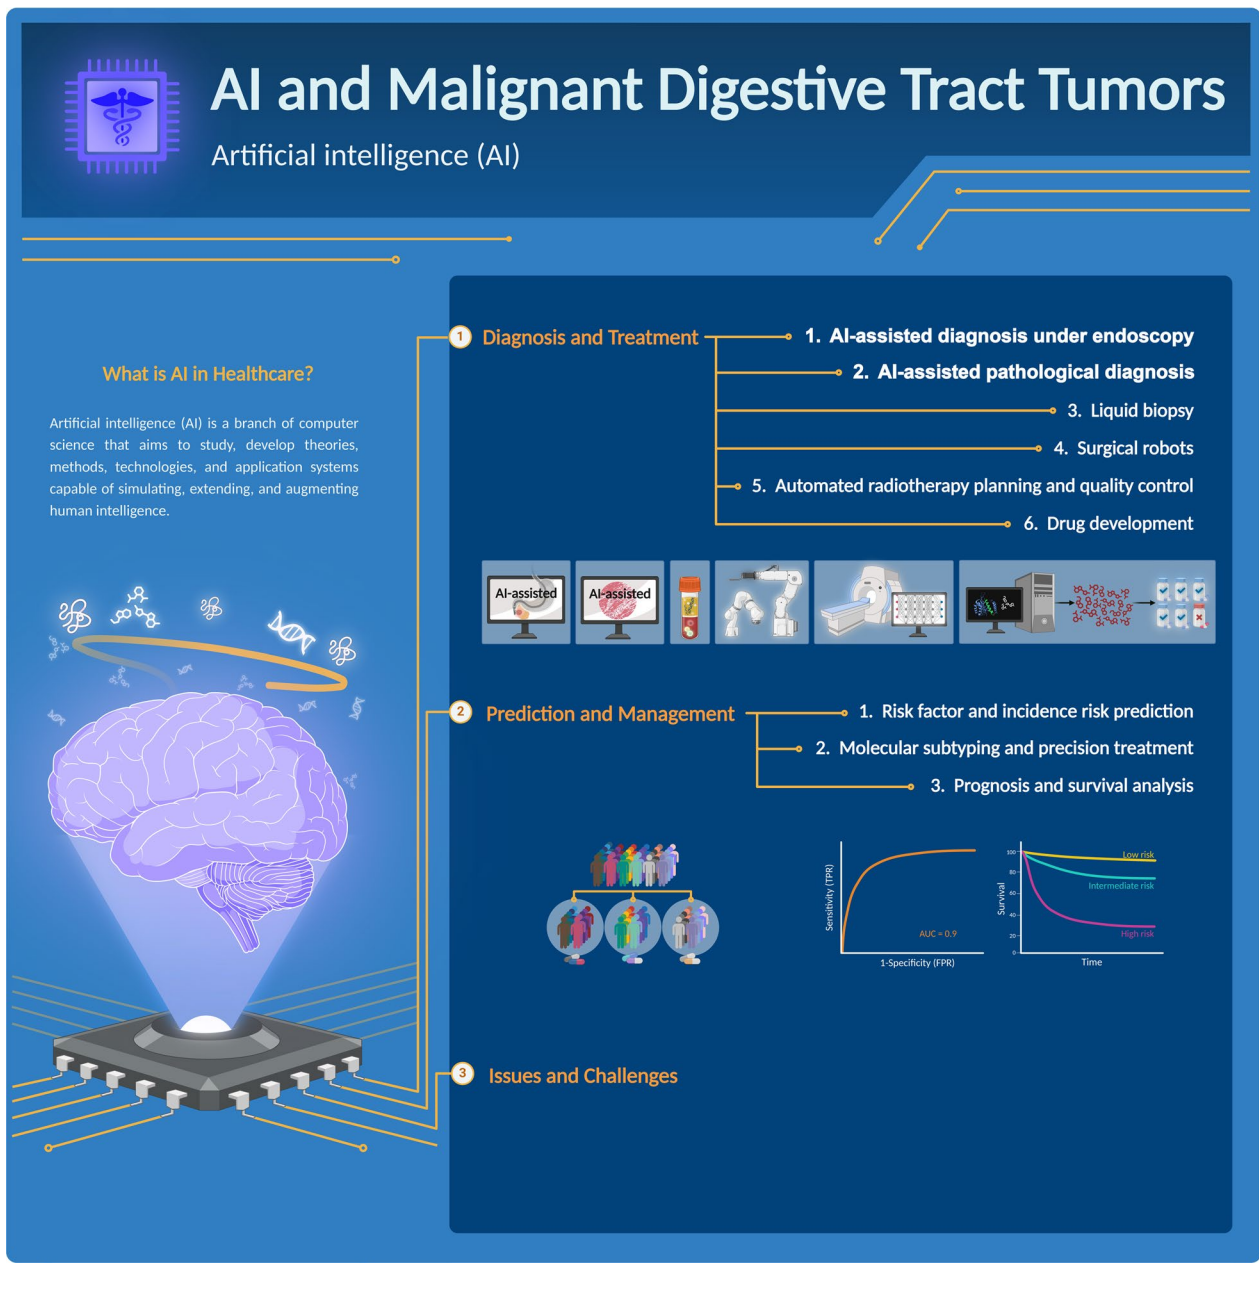 AI and Malignant Digestive Tract Tumors
Artificial intelligence (AI)
What is AI in Healthcare?
Artificial intelligence (AI) is a branch of computer
science that aims to study, develop theories,
methods, technologies, and application systems
capable of simulating, extending, and augmenting
human intelligence.
1 Diagnosis and Treatment
1. AI-assisted diagnosis under endoscopy
2. AI-assisted pathological diagnosis
3. Liquid biopsy
4. Surgical robots
5. Automated radiotherapy planning and quality control
6. Drug development
AI-assisted
AI-assisted
2 Prediction and Management
1. Risk factor and incidence risk prediction
2. Molecular subtyping and precision treatment
3. Prognosis and survival analysis
Sensitivity (TPR)
AUC = 0.9
1-Specificity (FPR)
Survival
100
80
60
40
20
0
Low risk
Intermediate risk
High risk
Time
3 Issues and Challenges